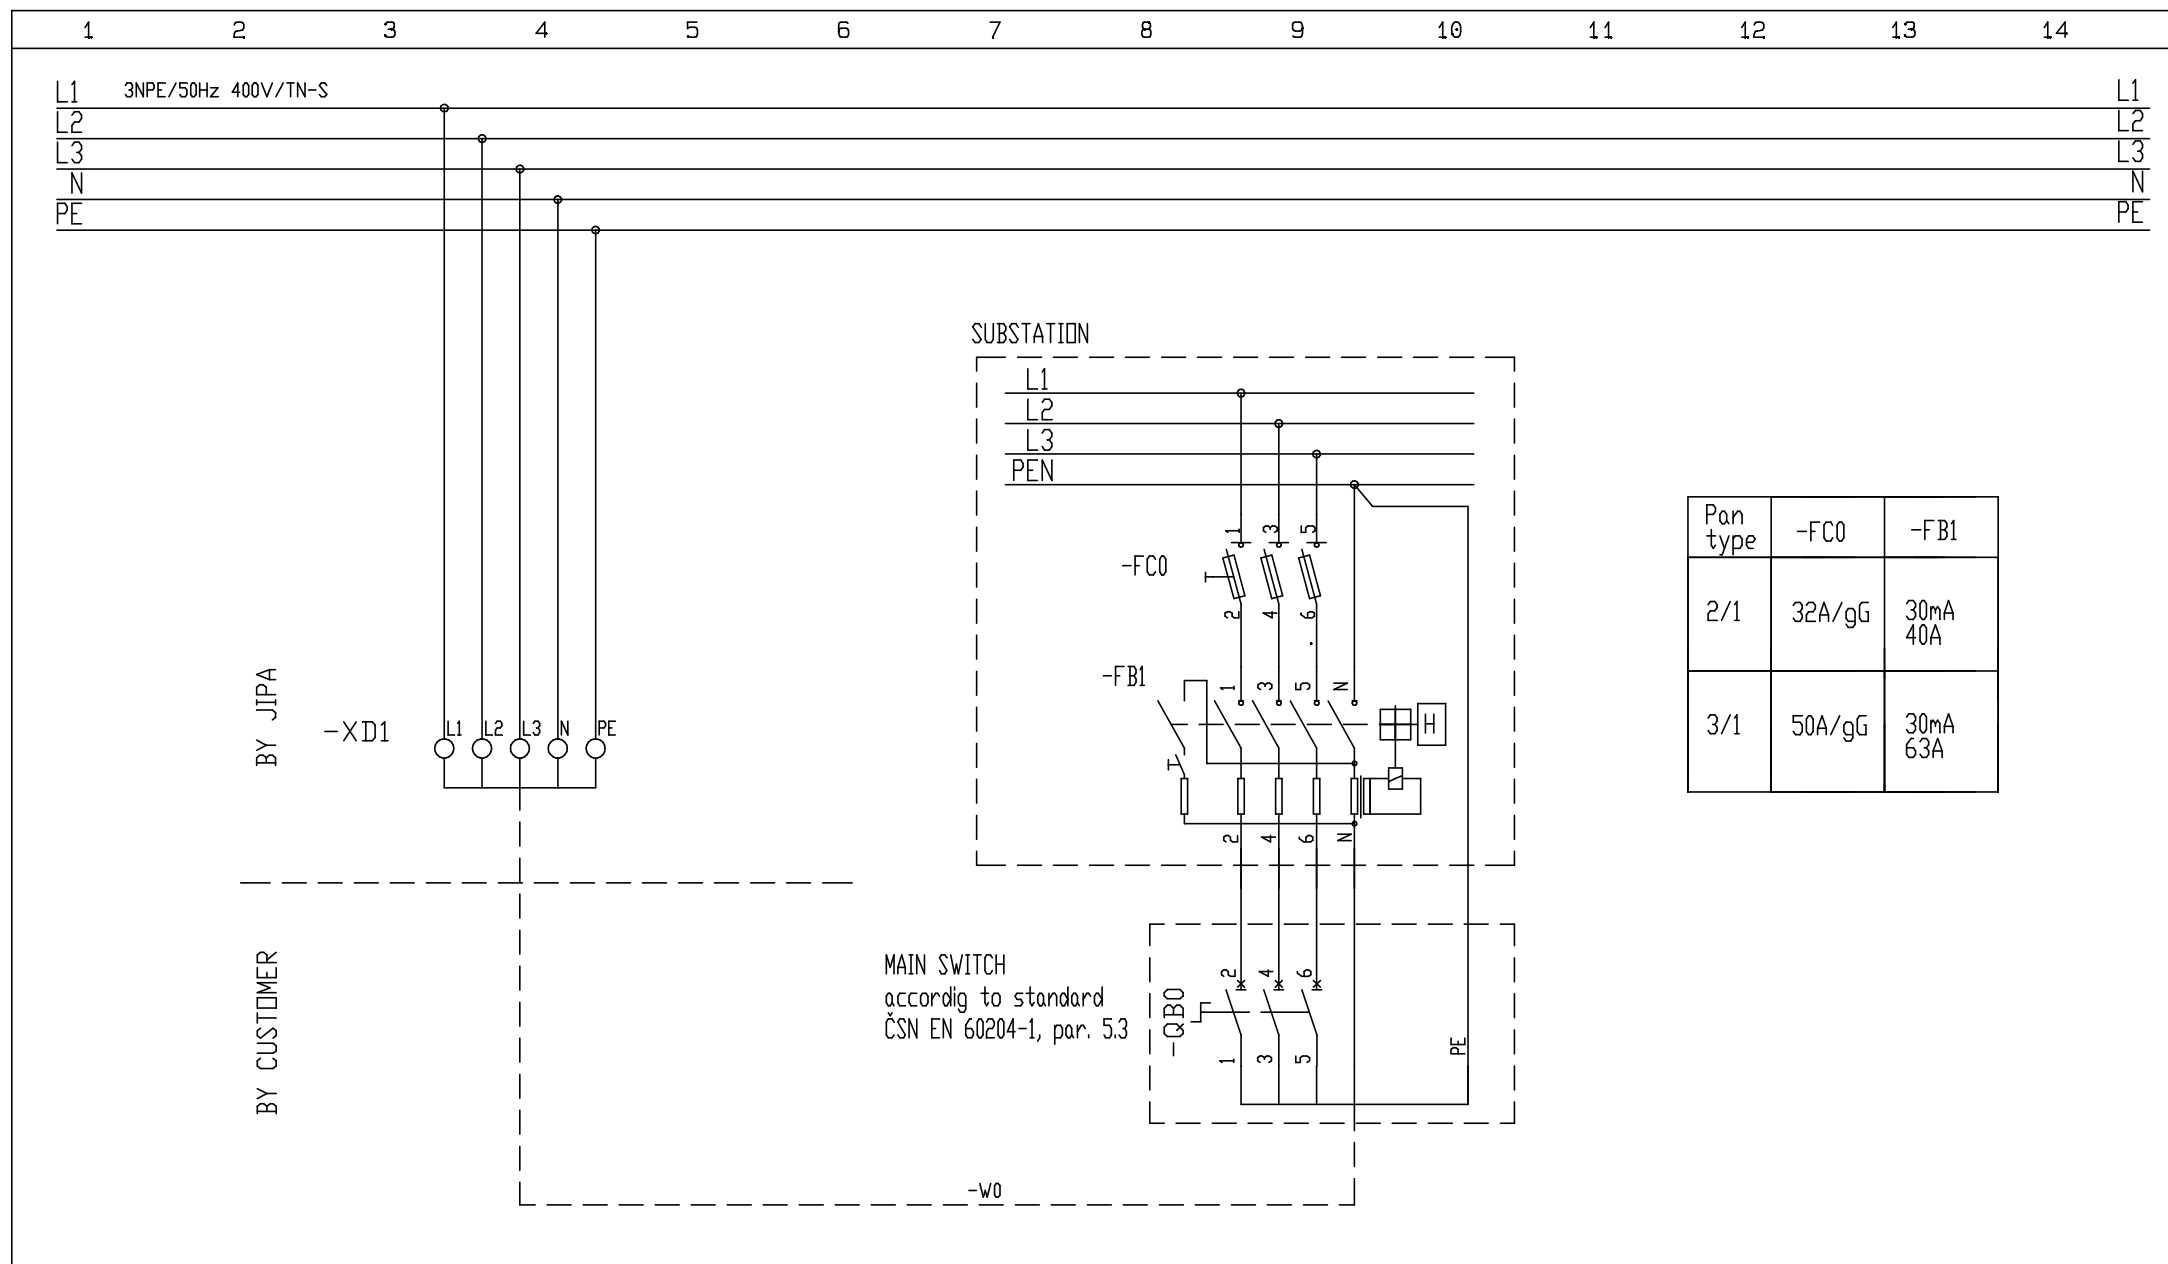 1 2 3 4 5 6 7 8 9 10 11 12 13 14
L1 3NPE/50Hz 400V/TN-S L1
L2 L2
L3 L3
N N
PE PE
SUBSTATION
L1
L2
L3
PEN
1 3 5
-FC0
2 4 6
-FB1
1 3 5 N
H
2 4 6 N
Pan type -FC0 -FB1
2/1 32A/gG 30mA
40A
3/1 50A/gG 30mA
63A
BY JIPA
-XD1 L1 L2 L3 N PE
BY CUSTOMER
MAIN SWITCH
accordig to standard
ČSN EN 60204-1, par. 5.3
-QB0
2 4 6
1 3 5
PE
-W0